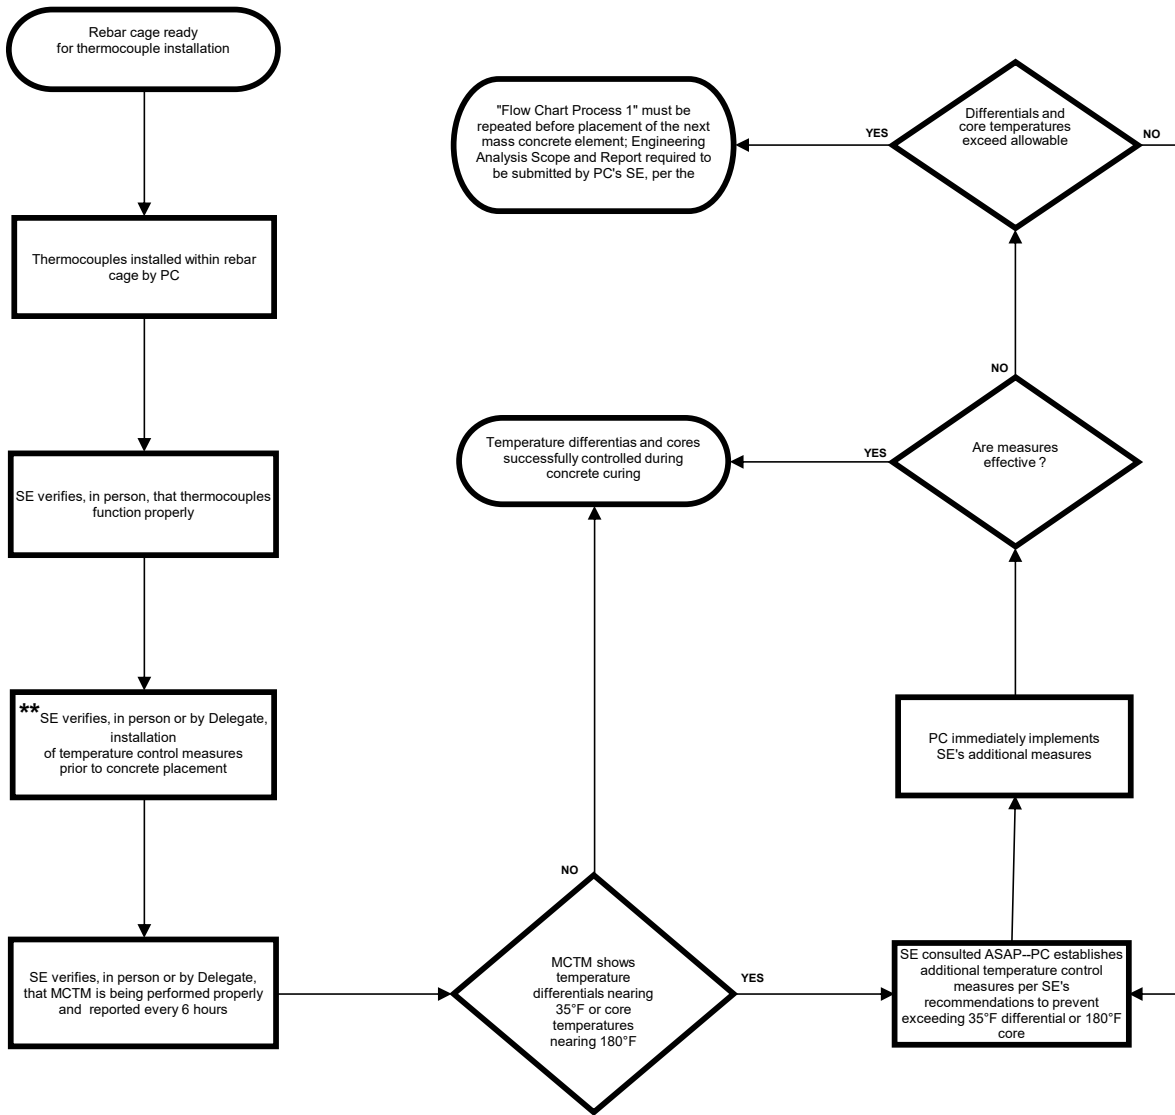 Rebar cage ready
for thermocouple installation
Thermocouples installed within rebar
cage by PC
SE verifies, in person, that thermocouples
function properly
**SE verifies, in person or by Delegate,
installation
of temperature control measures
prior to concrete placement
SE verifies, in person or by Delegate,
that MCTM is being performed properly
and reported every 6 hours
MCTM shows
temperature
differentials nearing
35°F or core
temperatures
nearing 180°F
NO
YES
Temperature differentias and cores
successfully controlled during
concrete curing
SE consulted ASAP--PC establishes
additional temperature control
measures per SE's
recommendations to prevent
exceeding 35°F differential or 180°F
core
PC immediately implements
SE's additional measures
Are measures
effective ?
YES
NO
Differentials and
core temperatures
exceed allowable
YES
NO
"Flow Chart Process 1" must be
repeated before placement of the next
mass concrete element; Engineering
Analysis Scope and Report required to
be submitted by PC's SE, per the